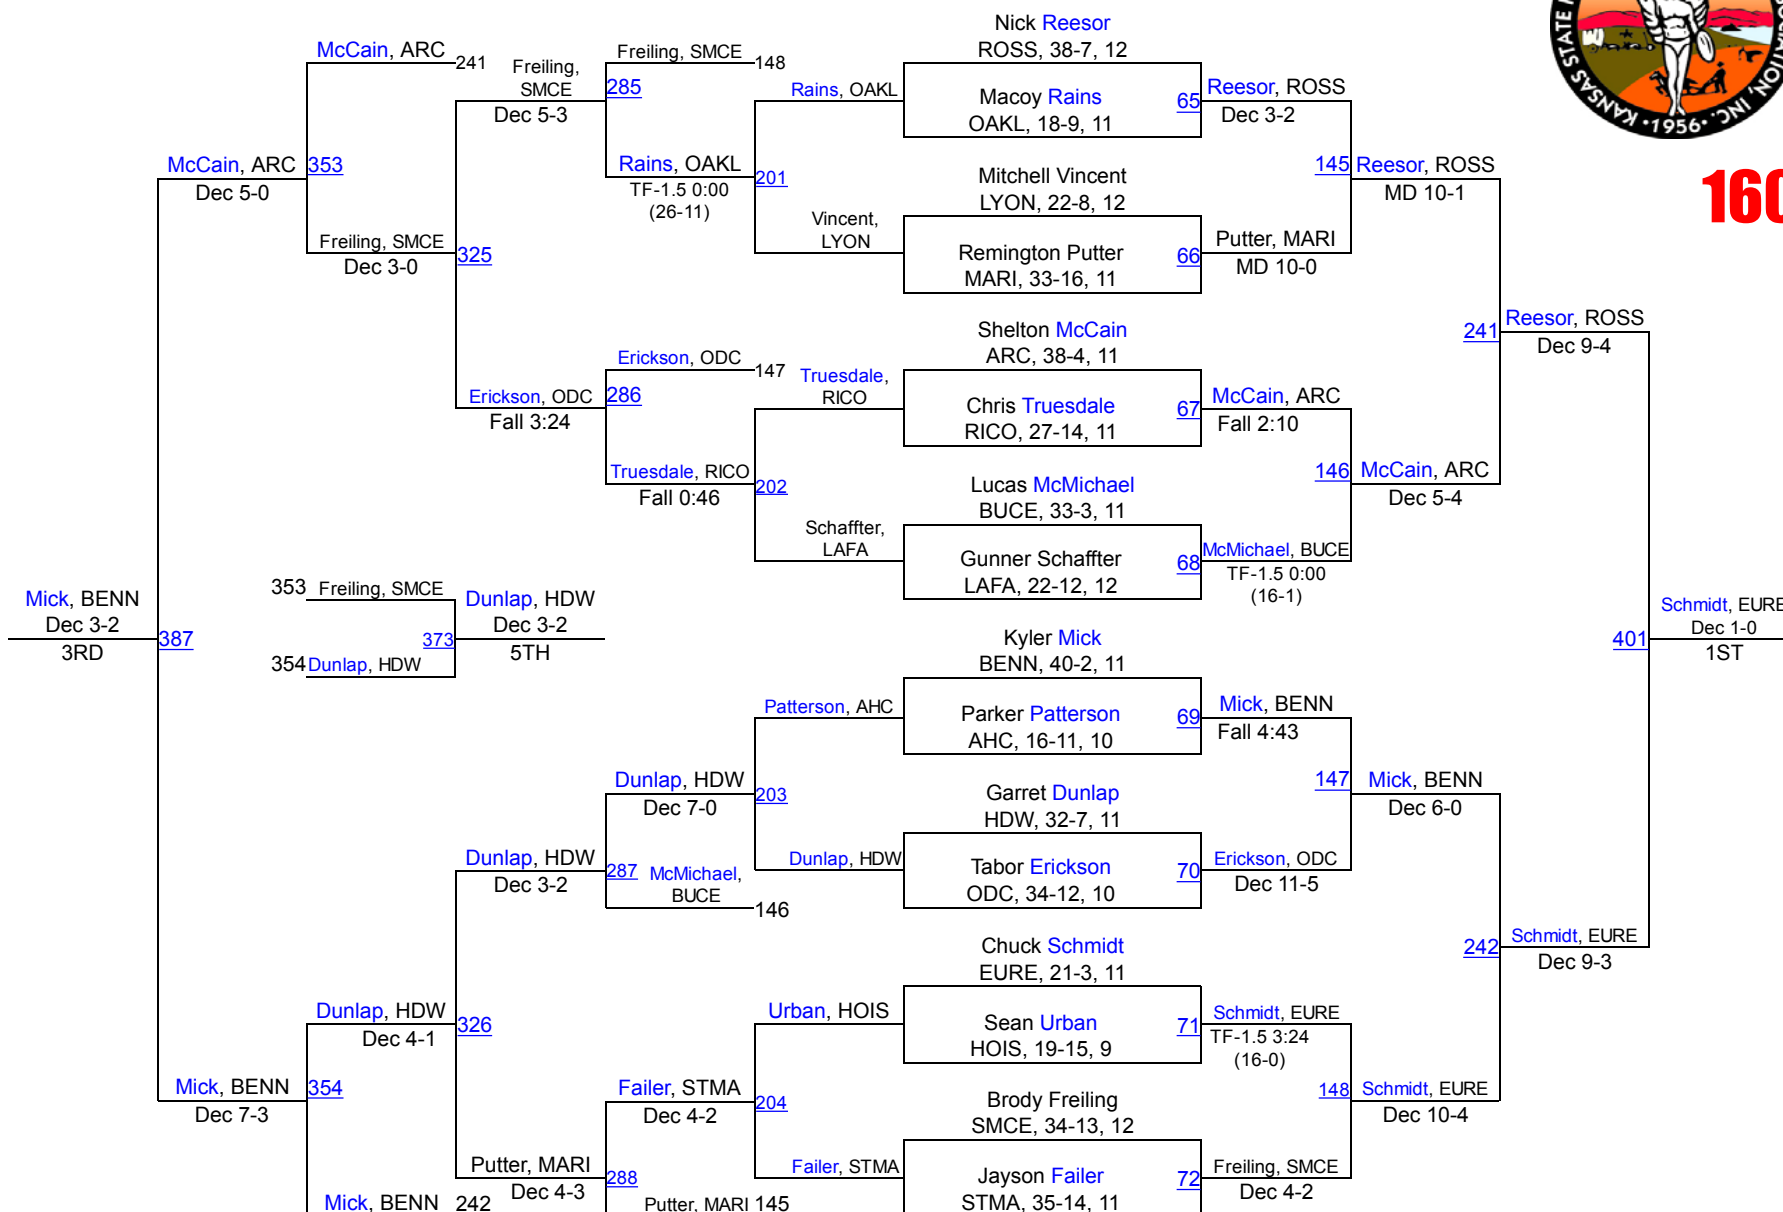 Nick Reesor
ROSS, 38-7, 12
Macoy Rains
OAKL, 18-9, 11
65
Mitchell Vincent
LYON, 22-8, 12
Remington Putter
MARI, 33-16, 11
66
Shelton McCain
ARC, 38-4, 11
Chris Truesdale
RICO, 27-14, 11
67
Lucas McMichael
BUCE, 33-3, 11
Gunner Schaffter
LAFA, 22-12, 12
68
Kyler Mick
BENN, 40-2, 11
Parker Patterson
AHC, 16-11, 10
69
Garret Dunlap
HDW, 32-7, 11
Tabor Erickson
ODC, 34-12, 10
70
Chuck Schmidt
EURE, 21-3, 11
Sean Urban
HOIS, 19-15, 9
71
Brody Freiling
SMCE, 34-13, 12
Jayson Failer
STMA, 35-14, 11
72
Reesor, ROSS
Dec 3-2
145
Putter, MARI
MD 10-0
McCain, ARC
Fall 2:10
146
McMichael, BUCE
TF-1.5 0:00
(16-1)
Mick, BENN
Fall 4:43
147
Erickson, ODC
Dec 11-5
Schmidt, EURE
TF-1.5 3:24
(16-0)
148
Freiling, SMCE
Dec 4-2
Reesor, ROSS
MD 10-1
241
McCain, ARC
Dec 5-4
Mick, BENN
Dec 6-0
242
Schmidt, EURE
Dec 10-4
Reesor, ROSS
Dec 9-4
401
Schmidt, EURE
Dec 9-3
Schmidt, EURE
Dec 1-0
1ST
Rains, OAKL
201
Vincent,
LYON
Truesdale,
RICO
202
Schaffter,
LAFA
Patterson, AHC
203
Dunlap, HDW
Urban, HOIS
204
Failer, STMA
Freiling, SMCE
148
285
Rains, OAKL
TF-1.5 0:00
(26-11)
Erickson, ODC
147
286
Truesdale, RICO
Fall 0:46
Dunlap, HDW
Dec 7-0
287
McMichael,
BUCE
146
Failer, STMA
Dec 4-2
288
Putter, MARI 145
Freiling,
SMCE
Dec 5-3
325
Erickson, ODC
Fall 3:24
Dunlap, HDW
Dec 3-2
326
Putter, MARI
Dec 4-3
McCain, ARC
241
353
Freiling, SMCE
Dec 3-0
Dunlap, HDW
Dec 4-1
354
Mick, BENN 242
McCain, ARC
Dec 5-0
387
Mick, BENN
Dec 7-3
Mick, BENN
Dec 3-2
3RD
353 Freiling, SMCE
373
354 Dunlap, HDW
Dunlap, HDW
Dec 3-2
5TH
KANSAS STATE
INC.
•1956•
160